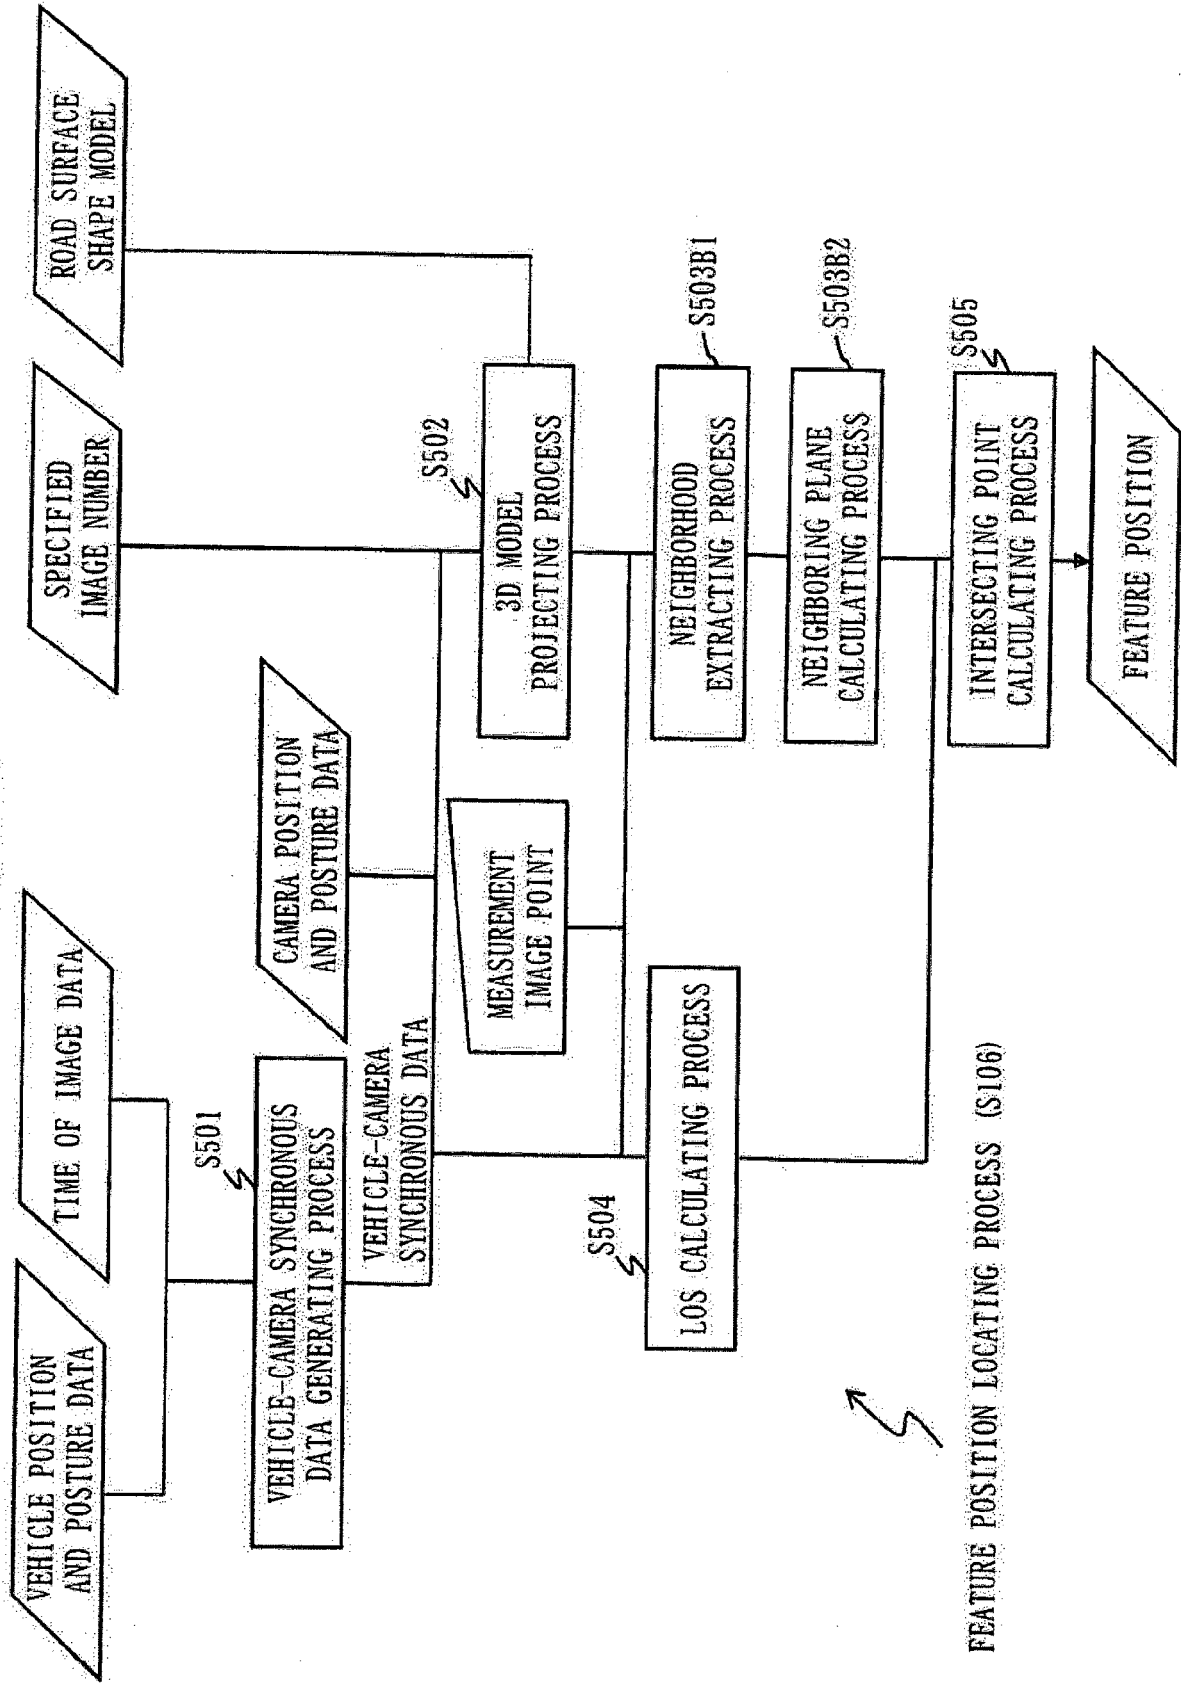 VEHICLE POSITION
AND POSTURE DATA
TIME OF IMAGE DATA
SPECIFIED
IMAGE NUMBER
ROAD SURFACE
SHAPE MODEL
S501
VEHICLE-CAMERA SYNCHRONOUS
DATA GENERATING PROCESS
CAMERA POSITION
AND POSTURE DATA
VEHICLE-CAMERA
SYNCHRONOUS DATA
S502
3D MODEL
PROJECTING PROCESS
MEASUREMENT
IMAGE POINT
S504
LOS CALCULATING PROCESS
NEIGHBORHOOD
EXTRACTING PROCESS
S503B1
NEIGHBORING PLANE
CALCULATING PROCESS
S503B2
INTERSECTING POINT
CALCULATING PROCESS
S505
FEATURE POSITION
FEATURE POSITION LOCATING PROCESS (S106)